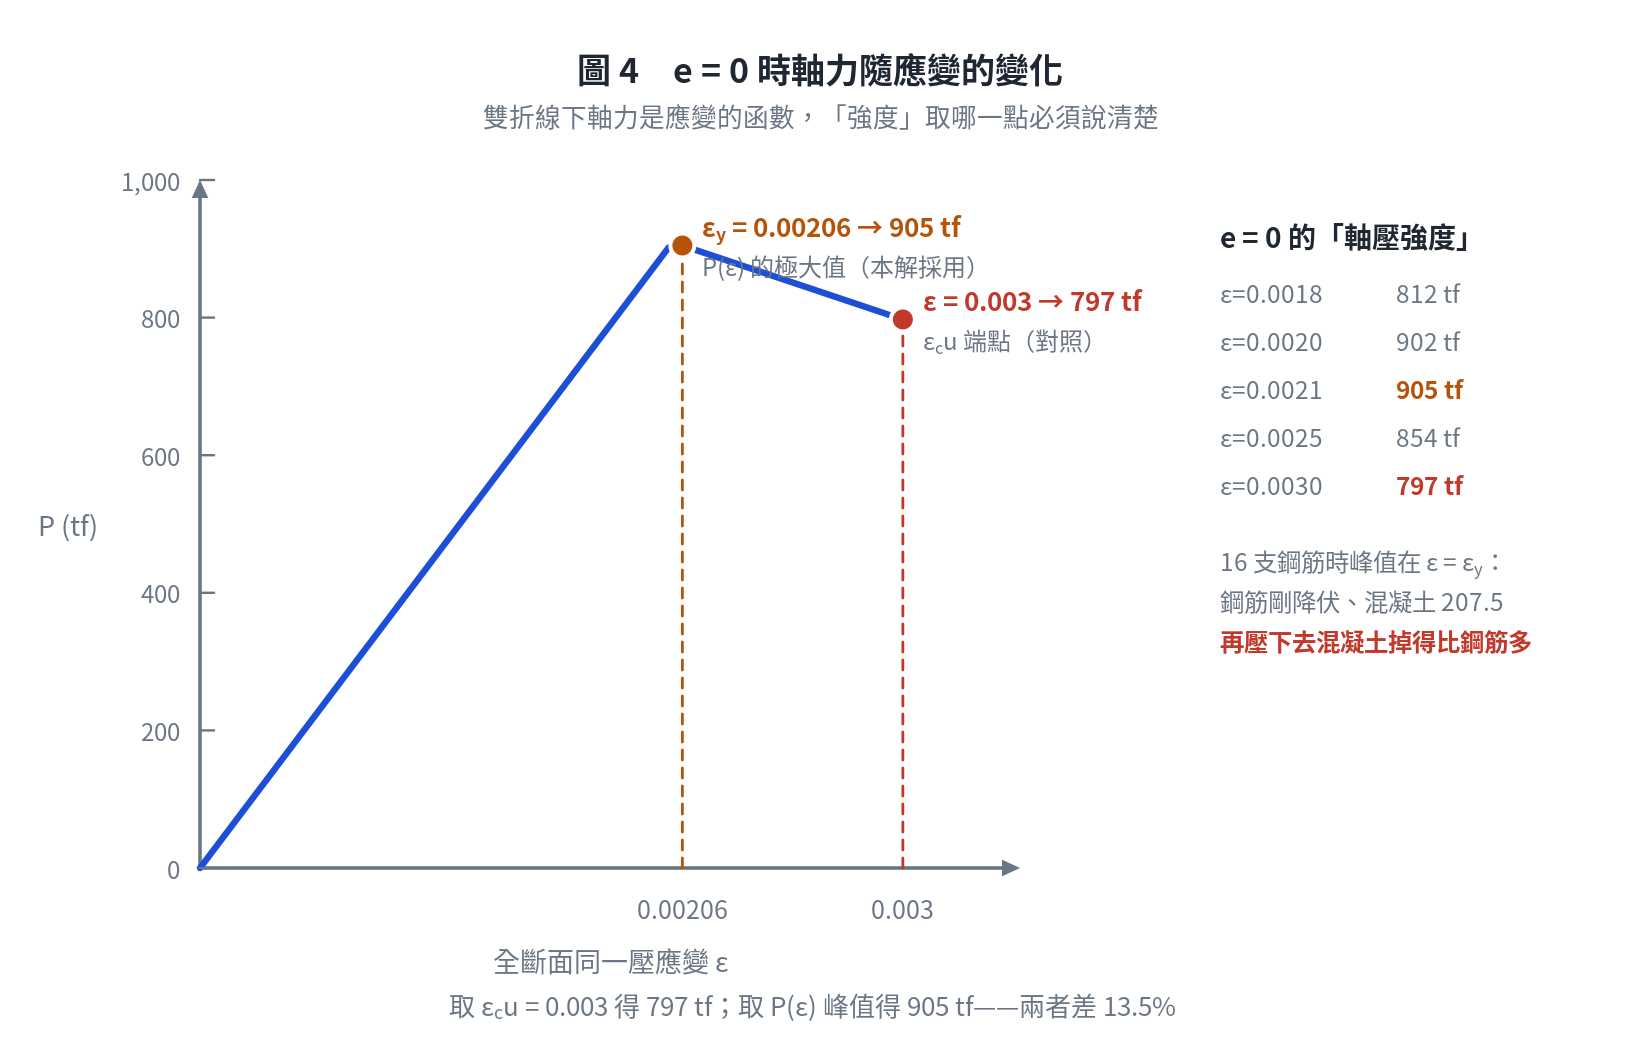 圖 4　e = 0 時軸力隨應變的變化
雙折線下軸力是應變的函數，「強度」取哪一點必須說清楚
1,000
800
600
400
200
0
P (tf)
εy = 0.00206 → 905 tf
P(ε) 的極大值（本解採用）
ε = 0.003 → 797 tf
εcu 端點（對照）
0.00206
0.003
全斷面同一壓應變 ε
取 εcu = 0.003 得 797 tf；取 P(ε) 峰值得 905 tf——兩者差 13.5%
e = 0 的「軸壓強度」
ε=0.0018 812 tf
ε=0.0020 902 tf
ε=0.0021 905 tf
ε=0.0025 854 tf
ε=0.0030 797 tf
16 支鋼筋時峰值在 ε = εy：
鋼筋剛降伏、混凝土 207.5
再壓下去混凝土掉得比鋼筋多